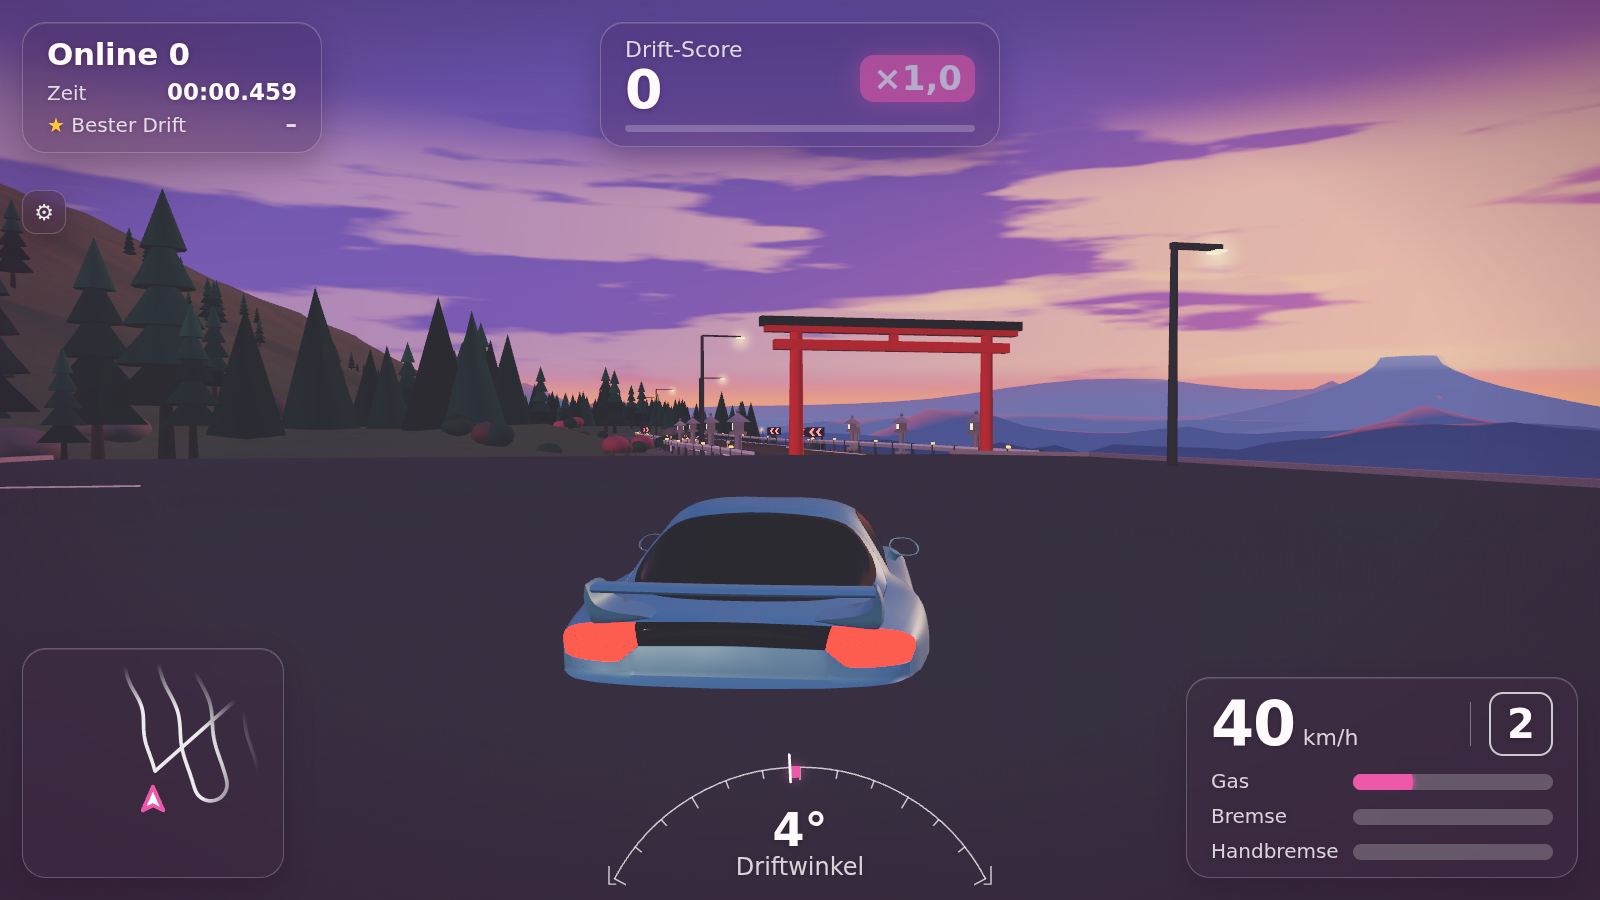 Online 0
Zeit 00:00.459
★ Bester Drift –
Drift-Score
0
×1,0
4°
Driftwinkel
40 km/h 2
Gas
Bremse
Handbremse